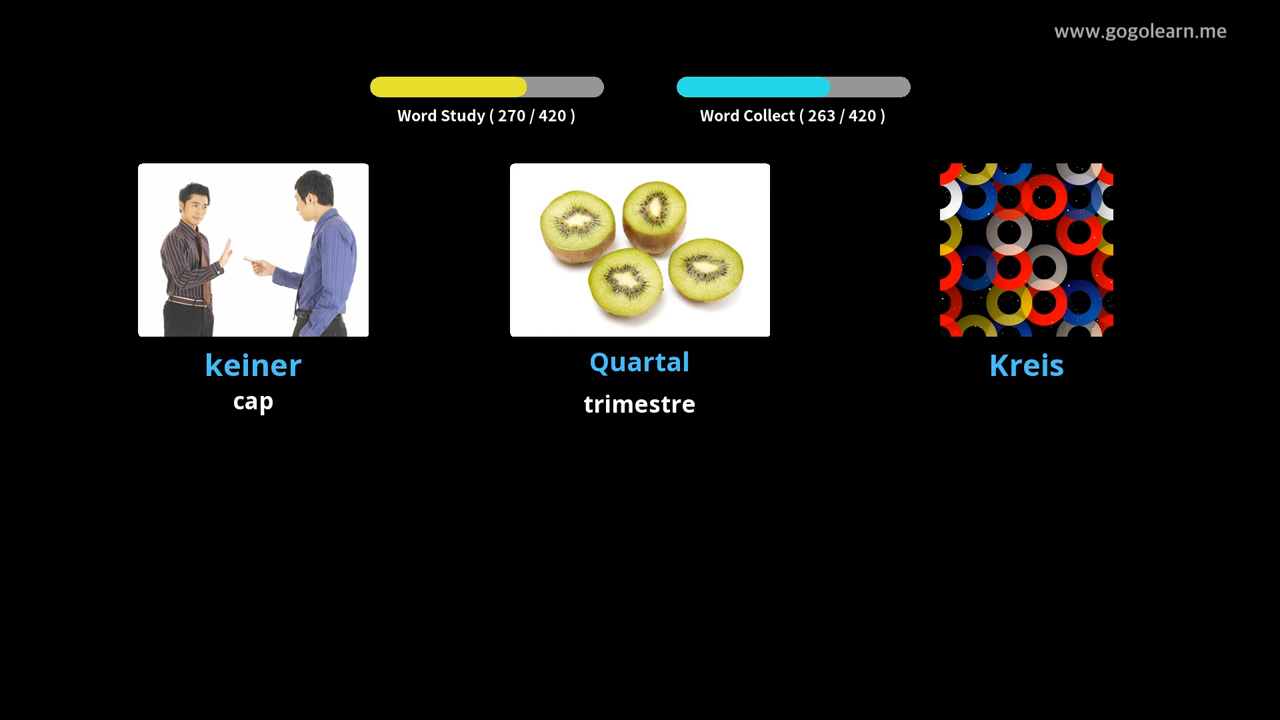 www.gogolearn.me
Word Study ( 270 / 420 )
Word Collect ( 263 / 420 )
keiner
cap
Quartal
trimestre
Kreis